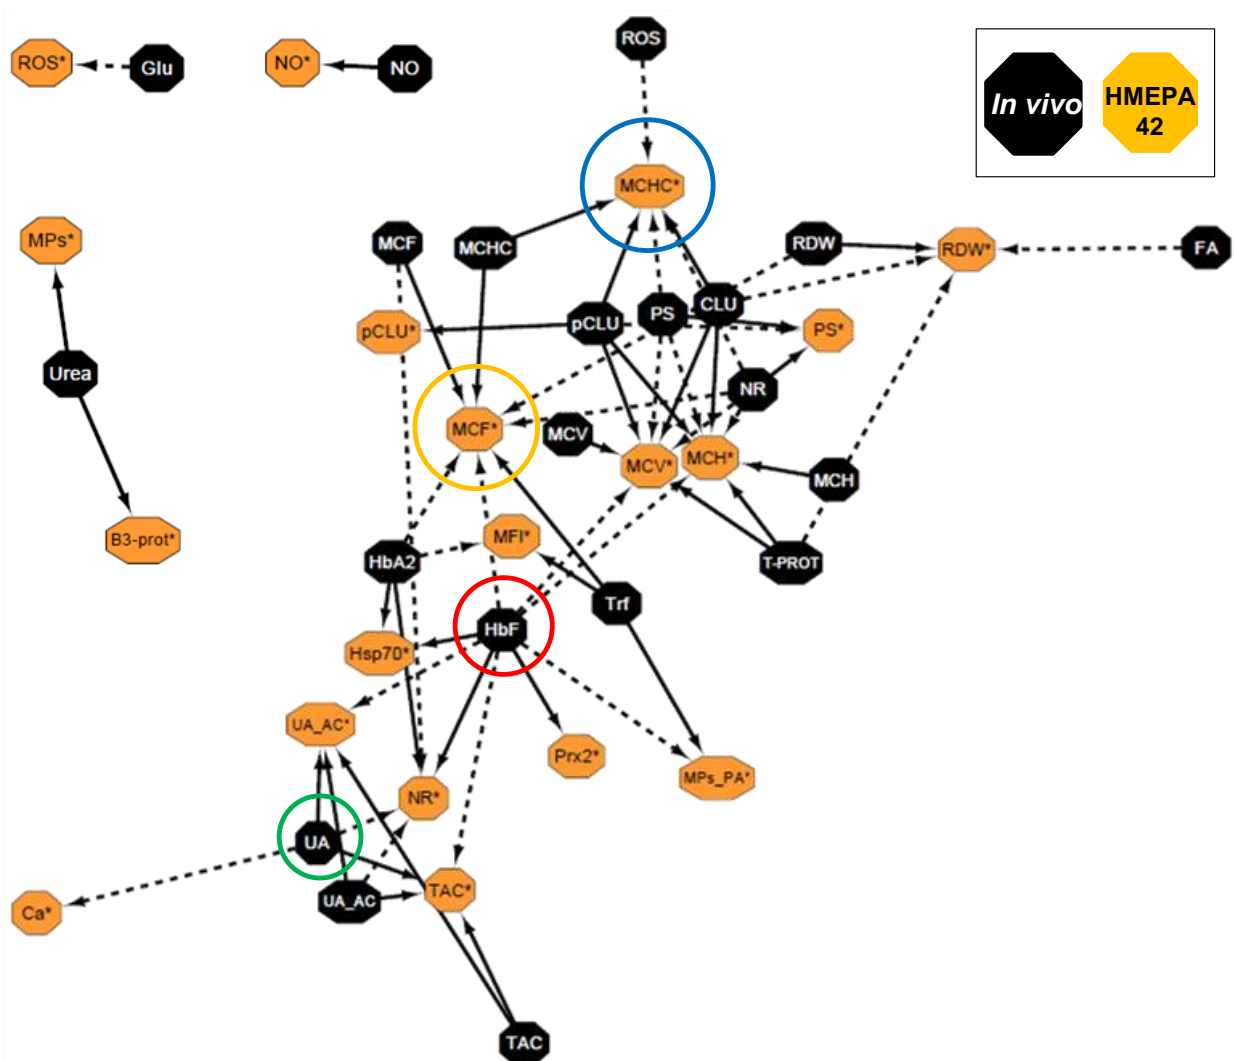 ROS
ROS*
Glu
NO*
NO
In vivo
HMEPA
42
MCHC*
MPs*
MCF
MCHC
RDW
RDW*
FA
pCLU*
pCLU
PS
CLU
PS*
Urea
NR
MCF*
MCV
MCV*
MCH*
MCH
B3-prot*
MFI*
HbA2
T-PROT
Trf
HbF
Hsp70*
UA_AC*
Prx2*
MPs_PA*
NR*
UA
TAC*
UA_AC
Ca*
TAC